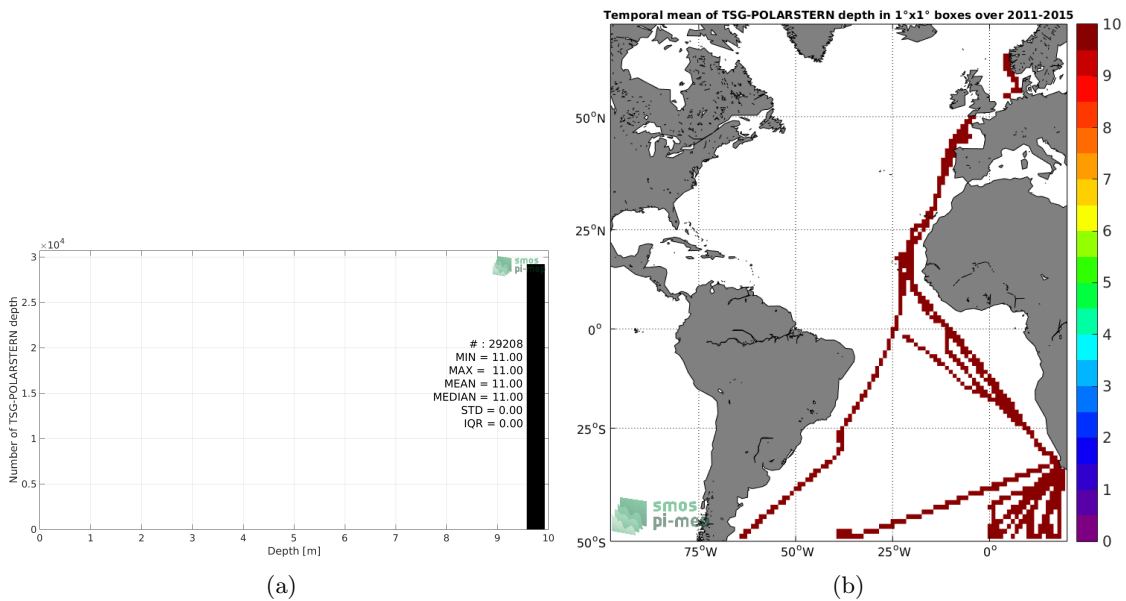 Temporal mean of TSG-POLARSTERN depth in 1°x1° boxes over 2011-2015
×10⁴
Number of TSG-POLARSTERN depth
3
2.5
2
1.5
1
0.5
0
smos
pi-me
# : 29208
MIN = 11.00
MAX = 11.00
MEAN = 11.00
MEDIAN = 11.00
STD = 0.00
IQR = 0.00
0 1 2 3 4 5 6 7 8 9 10
Depth [m]
(a)
50°N
25°N
0°
25°S
50°S
smos
pi-me
75°W 50°W 25°W 0°
10
9
8
7
6
5
4
3
2
1
0
(b)